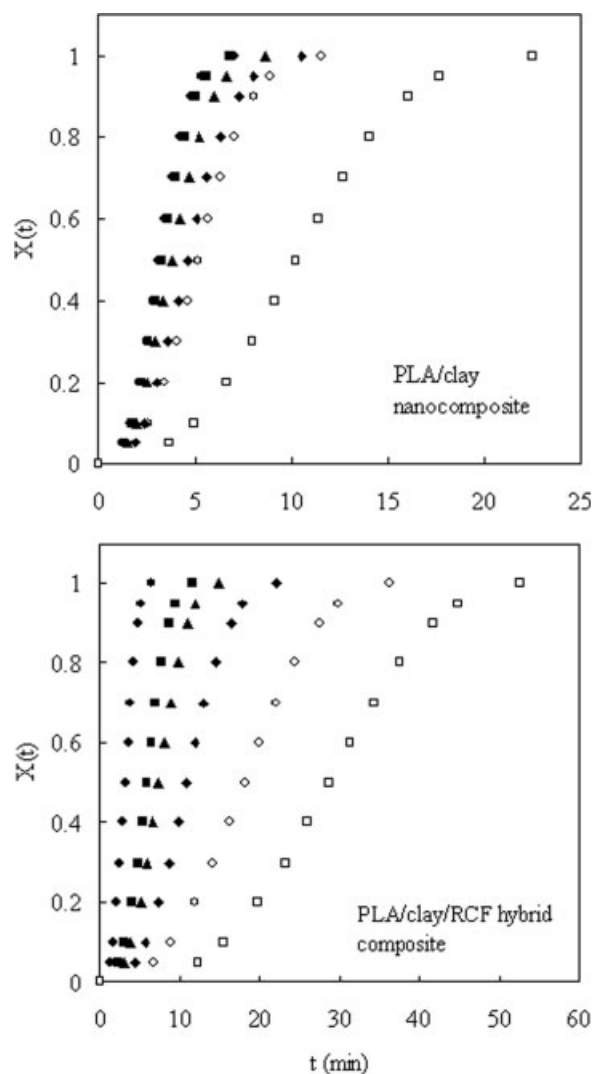 1
0.8
0.6
0.4
0.2
0
X(t)
PLA/clay
nanocomposite
0 5 10 15 20 25
1
0.8
0.6
0.4
0.2
0
X(t)
PLA/clay/RCF hybrid
composite
0 10 20 30 40 50 60
t (min)